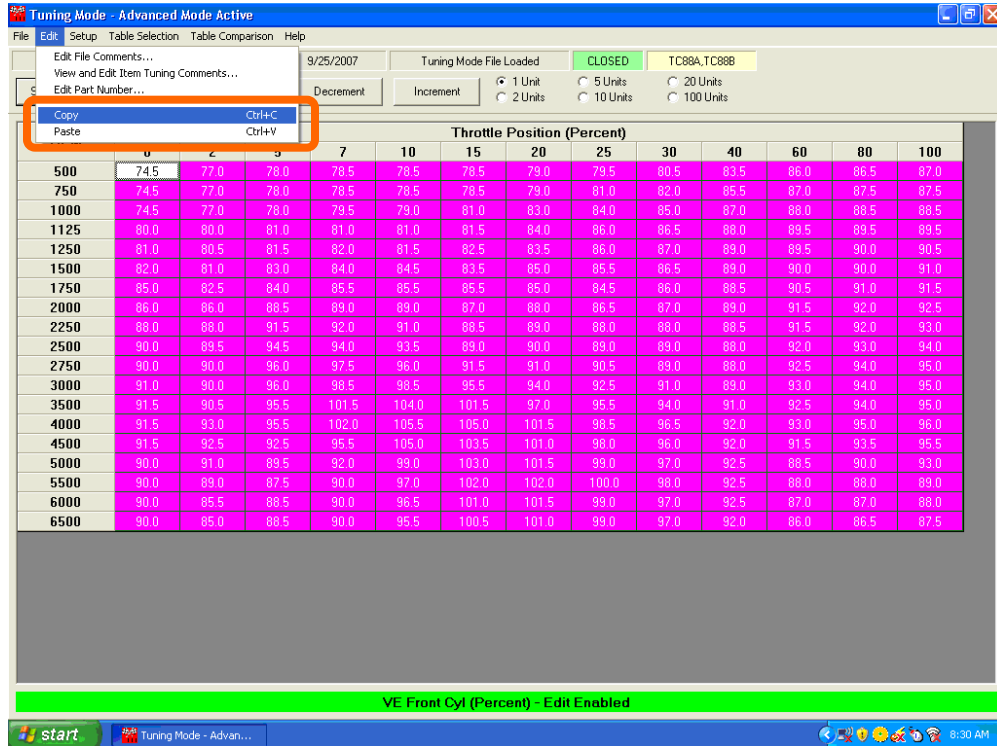 Tuning Mode - Advanced Mode Active
File Edit Setup Table Selection Table Comparison Help
Edit File Comments...
View and Edit Item Tuning Comments...
Edit Part Number...
Copy Ctrl+C
Paste Ctrl+V
9/25/2007 Tuning Mode File Loaded CLOSED TC88A,TC88B
Decrement Increment 1 Unit 5 Units 20 Units
2 Units 10 Units 100 Units
Throttle Position (Percent)
0 2 5 7 10 15 20 25 30 40 60 80 100
500 74.5 77.0 78.0 78.5 78.5 78.5 79.0 79.5 80.5 83.5 86.0 86.5 87.0
750 74.5 77.0 78.0 78.5 78.5 78.5 79.0 81.0 82.0 85.5 87.0 87.5 87.5
1000 74.5 77.0 78.0 79.5 79.0 81.0 83.0 84.0 85.0 87.0 88.0 88.5 88.5
1125 80.0 80.0 81.0 81.0 81.0 81.5 84.0 86.0 86.5 88.0 89.5 89.5 89.5
1250 81.0 80.5 81.5 82.0 81.5 82.5 83.5 86.0 87.0 89.0 89.5 90.0 90.5
1500 82.0 81.0 83.0 84.0 84.5 83.5 85.0 85.5 86.5 89.0 90.0 90.0 91.0
1750 85.0 82.5 84.0 85.5 85.5 85.5 85.0 84.5 86.0 88.5 90.5 91.0 91.5
2000 86.0 86.0 88.5 89.0 89.0 87.0 88.0 86.5 87.0 89.0 91.5 92.0 92.5
2250 88.0 88.0 91.5 92.0 91.0 88.5 89.0 88.0 88.0 88.5 91.5 92.0 93.0
2500 90.0 89.5 94.5 94.0 93.5 89.0 90.0 89.0 89.0 88.0 92.0 93.0 94.0
2750 90.0 90.0 96.0 97.5 96.0 91.5 91.0 90.5 89.0 88.0 92.5 94.0 95.0
3000 91.0 90.0 96.0 98.5 98.5 95.5 94.0 92.5 91.0 89.0 93.0 94.0 95.0
3500 91.5 90.5 95.5 101.5 104.0 101.5 97.0 95.5 94.0 91.0 92.5 94.0 95.0
4000 91.5 93.0 95.5 102.0 105.5 105.0 101.5 98.5 96.5 92.0 93.0 95.0 96.0
4500 91.5 92.5 92.5 95.5 105.0 103.5 101.0 98.0 96.0 92.0 91.5 93.5 95.5
5000 90.0 91.0 89.5 92.0 99.0 103.0 101.5 99.0 97.0 92.5 88.5 90.0 93.0
5500 90.0 89.0 87.5 90.0 97.0 102.0 102.0 100.0 98.0 92.5 88.0 88.0 89.0
6000 90.0 85.5 88.5 90.0 96.5 101.0 101.5 99.0 97.0 92.5 87.0 87.0 88.0
6500 90.0 85.0 88.5 90.0 95.5 100.5 101.0 99.0 97.0 92.0 86.0 86.5 87.5
VE Front Cyl (Percent) - Edit Enabled
start Tuning Mode - Advan... 8:30 AM